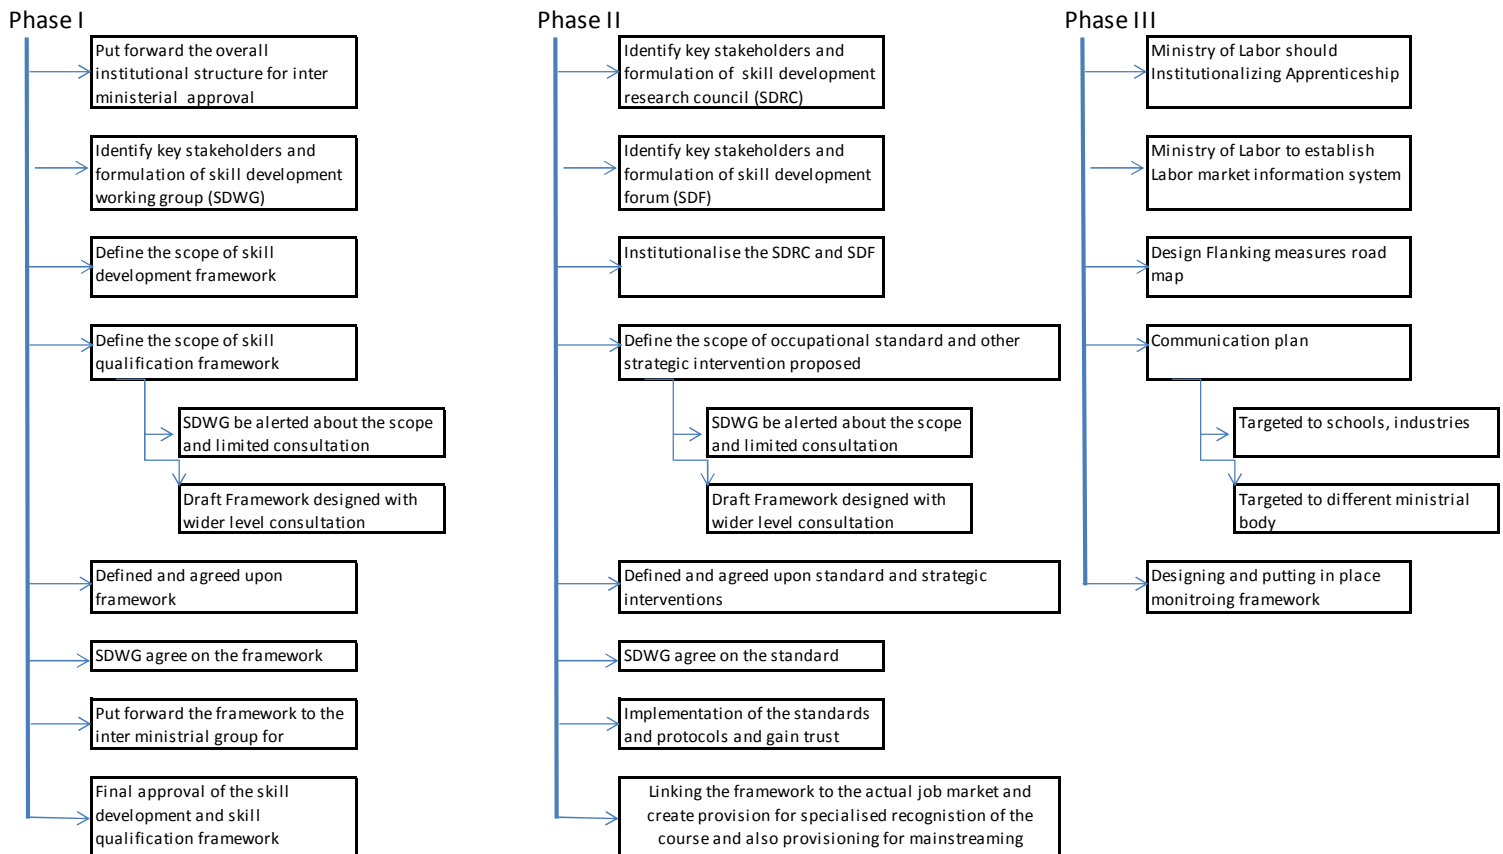 Phase I
Put forward the overall
institutional structure for inter
ministerial approval
Identify key stakeholders and
formulation of skill development
working group (SDWG)
Define the scope of skill
development framework
Define the scope of skill
qualification framework
SDWG be alerted about the scope
and limited consultation
Draft Framework designed with
wider level consultation
Defined and agreed upon
framework
SDWG agree on the framework
Put forward the framework to the
inter ministrial group for
Final approval of the skill
development and skill
qualification framework
Phase II
Identify key stakeholders and
formulation of skill development
research council (SDRC)
Identify key stakeholders and
formulation of skill development
forum (SDF)
Institutionalise the SDRC and SDF
Define the scope of occupational standard and other
strategic intervention proposed
SDWG be alerted about the scope
and limited consultation
Draft Framework designed with
wider level consultation
Defined and agreed upon standard and strategic
interventions
SDWG agree on the standard
Implementation of the standards
and protocols and gain trust
Linking the framework to the actual job market and
create provision for specialised recognistion of the
course and also provisioning for mainstreaming
Phase III
Ministry of Labor should
Institutionalizing Apprenticeship
Ministry of Labor to establish
Labor market information system
Design Flanking measures road
map
Communication plan
Targeted to schools, industries
Targeted to different ministrial
body
Designing and putting in place
monitroing framework